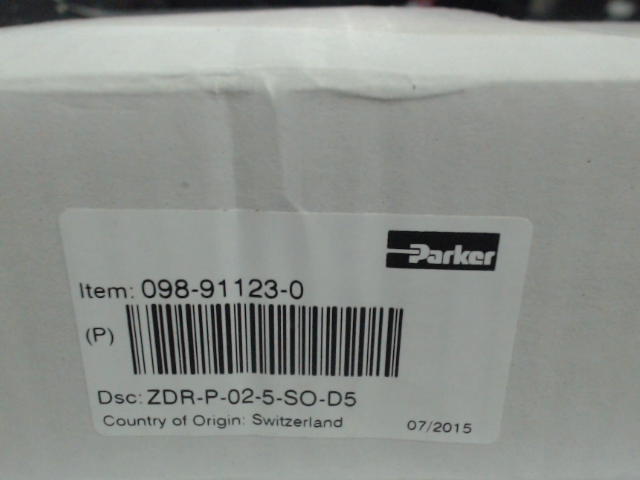 Parker
Item: 098-91123-0
(P)
Dsc: ZDR-P-02-5-SO-D5
Country of Origin: Switzerland
07/2015